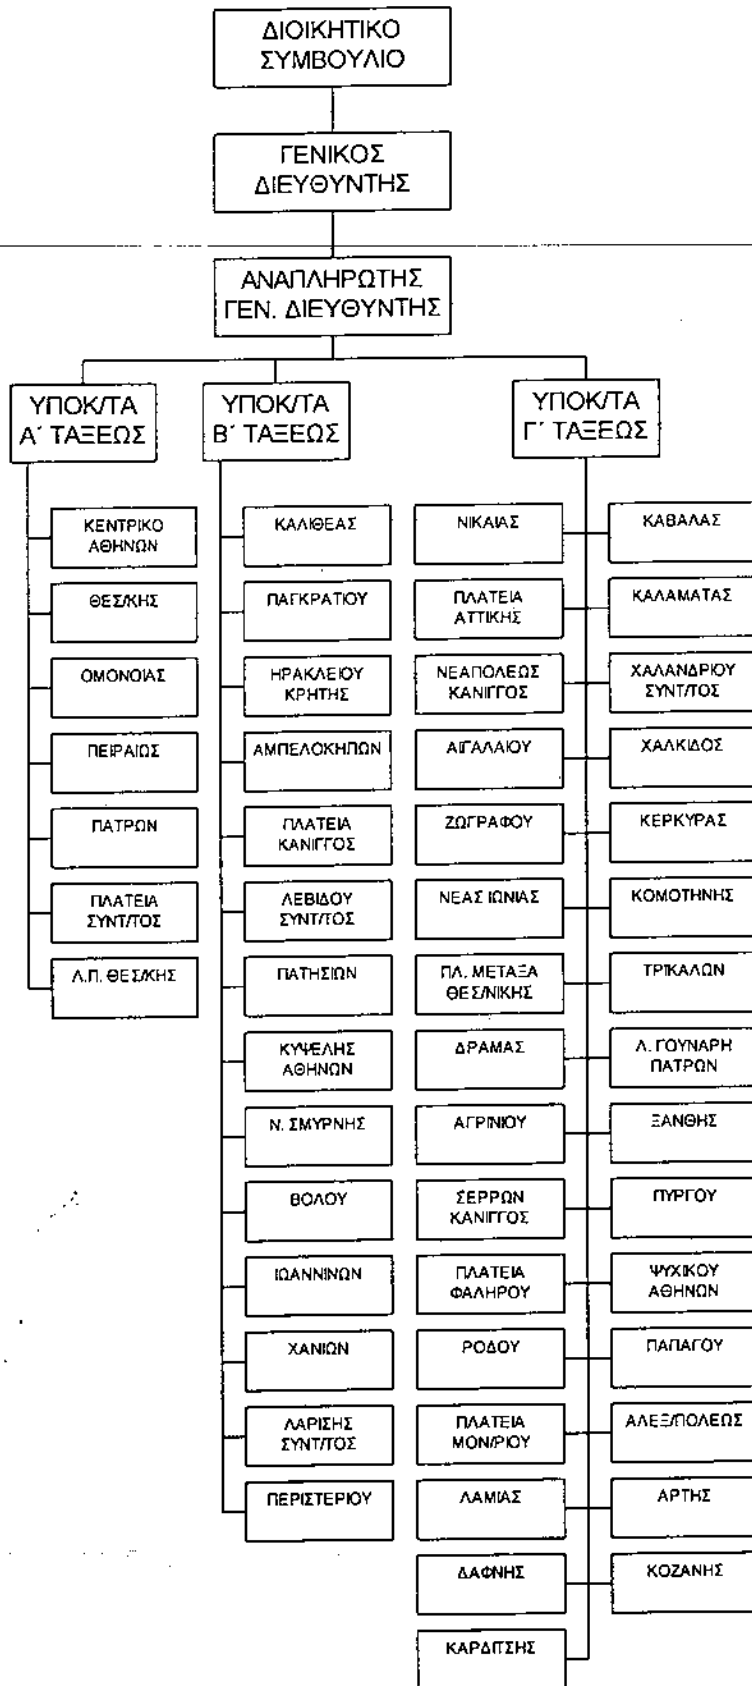 ΔΙΟΙΚΗΤΙΚΟ
ΣΥΜΒΟΥΛΙΟ
ΓΕΝΙΚΟΣ
ΔΙΕΥΘΥΝΤΗΣ
ΑΝΑΠΛΗΡΩΤΗΣ
ΓΕΝ. ΔΙΕΥΘΥΝΤΗΣ
ΥΠΟΚ/ΤΑ
Α΄ ΤΑΞΕΩΣ
ΚΕΝΤΡΙΚΟ
ΑΘΗΝΩΝ
ΘΕΣ/ΚΗΣ
ΟΜΟΝΟΙΑΣ
ΠΕΙΡΑΙΩΣ
ΠΑΤΡΩΝ
ΠΛΑΤΕΙΑ
ΣΥΝΤ/ΤΟΣ
Λ.Π. ΘΕΣ/ΚΗΣ
ΥΠΟΚ/ΤΑ
Β΄ ΤΑΞΕΩΣ
ΚΑΛΙΘΕΑΣ
ΠΑΓΚΡΑΤΙΟΥ
ΗΡΑΚΛΕΙΟΥ
ΚΡΗΤΗΣ
ΑΜΠΕΛΟΚΗΠΩΝ
ΠΛΑΤΕΙΑ
ΚΑΝΙΓΓΟΣ
ΛΕΒΙΔΟΥ
ΣΥΝΤ/ΤΟΣ
ΠΑΤΗΣΙΩΝ
ΚΥΨΕΛΗΣ
ΑΘΗΝΩΝ
Ν. ΣΜΥΡΝΗΣ
ΒΟΛΟΥ
ΙΩΑΝΝΙΝΩΝ
ΧΑΝΙΩΝ
ΛΑΡΙΣΗΣ
ΣΥΝΤ/ΤΟΣ
ΠΕΡΙΣΤΕΡΙΟΥ
ΥΠΟΚ/ΤΑ
Γ΄ ΤΑΞΕΩΣ
ΝΙΚΑΙΑΣ
ΠΛΑΤΕΙΑ
ΑΤΤΙΚΗΣ
ΝΕΑΠΟΛΕΩΣ
ΚΑΝΙΓΓΟΣ
ΑΙΓΑΛΑΙΟΥ
ΖΩΓΡΑΦΟΥ
ΝΕΑΣ ΙΩΝΙΑΣ
ΠΛ. ΜΕΤΑΞΑ
ΘΕΣ/ΝΙΚΗΣ
ΔΡΑΜΑΣ
ΑΓΡΙΝΙΟΥ
ΣΕΡΡΩΝ
ΚΑΝΙΓΓΟΣ
ΠΛΑΤΕΙΑ
ΦΑΛΗΡΟΥ
ΡΟΔΟΥ
ΠΛΑΤΕΙΑ
ΜΟΝ/ΡΙΟΥ
ΛΑΜΙΑΣ
ΔΑΦΝΗΣ
ΚΑΡΔΙΤΣΗΣ
ΚΑΒΑΛΑΣ
ΚΑΛΑΜΑΤΑΣ
ΧΑΛΑΝΔΡΙΟΥ
ΣΥΝΤ/ΤΟΣ
ΧΑΛΚΙΔΟΣ
ΚΕΡΚΥΡΑΣ
ΚΟΜΟΤΗΝΗΣ
ΤΡΙΚΑΛΩΝ
Λ. ΓΟΥΝΑΡΗ
ΠΑΤΡΩΝ
ΞΑΝΘΗΣ
ΠΥΡΓΟΥ
ΨΥΧΙΚΟΥ
ΑΘΗΝΩΝ
ΠΑΠΑΓΟΥ
ΑΛΕΞ/ΠΟΛΕΩΣ
ΑΡΤΗΣ
ΚΟΖΑΝΗΣ